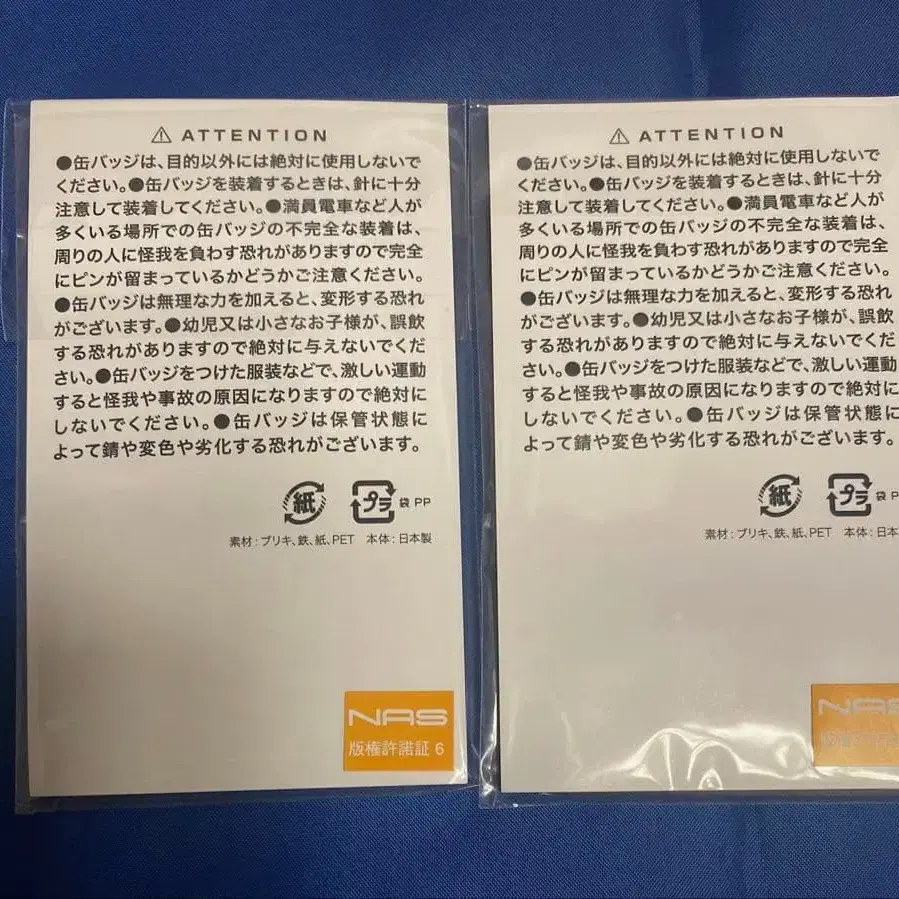 ⚠ ATTENTION
●缶バッジは、目的以外には絶対に使用しないで
ください。●缶バッジを装着するときは、針に十分
注意して装着してください。●満員電車など人が
多くいる場所での缶バッジの不完全な装着は、
周りの人に怪我を負わす恐れがありますので完全
にピンが留まっているかどうかご注意ください。
●缶バッジは無理な力を加えると、変形する恐れ
がございます。●幼児又は小さなお子様が、誤飲
する恐れがありますので絶対に与えないでくだ
さい。●缶バッジをつけた服装などで、激しい運動
すると怪我や事故の原因になりますので絶対に
しないでください。●缶バッジは保管状態に
よって錆や変色や劣化する恐れがございます。
紙 プラ 袋 PP
素材：ブリキ、鉄、紙、PET 本体：日本製
NAS
版権許諾証 6
⚠ ATTENTION
●缶バッジは、目的以外には絶対に使用しないで
ください。●缶バッジを装着するときは、針に十分
注意して装着してください。●満員電車など人が
多くいる場所での缶バッジの不完全な装着は、
周りの人に怪我を負わす恐れがありますので完全
にピンが留まっているかどうかご注意ください。
●缶バッジは無理な力を加えると、変形する恐れ
がございます。●幼児又は小さなお子様が、誤飲
する恐れがありますので絶対に与えないでくだ
さい。●缶バッジをつけた服装などで、激しい運動
すると怪我や事故の原因になりますので絶対に
しないでください。●缶バッジは保管状態に
よって錆や変色や劣化する恐れがございます。
紙 プラ 袋 P
素材：ブリキ、鉄、紙、PET 本体：日本
NAS